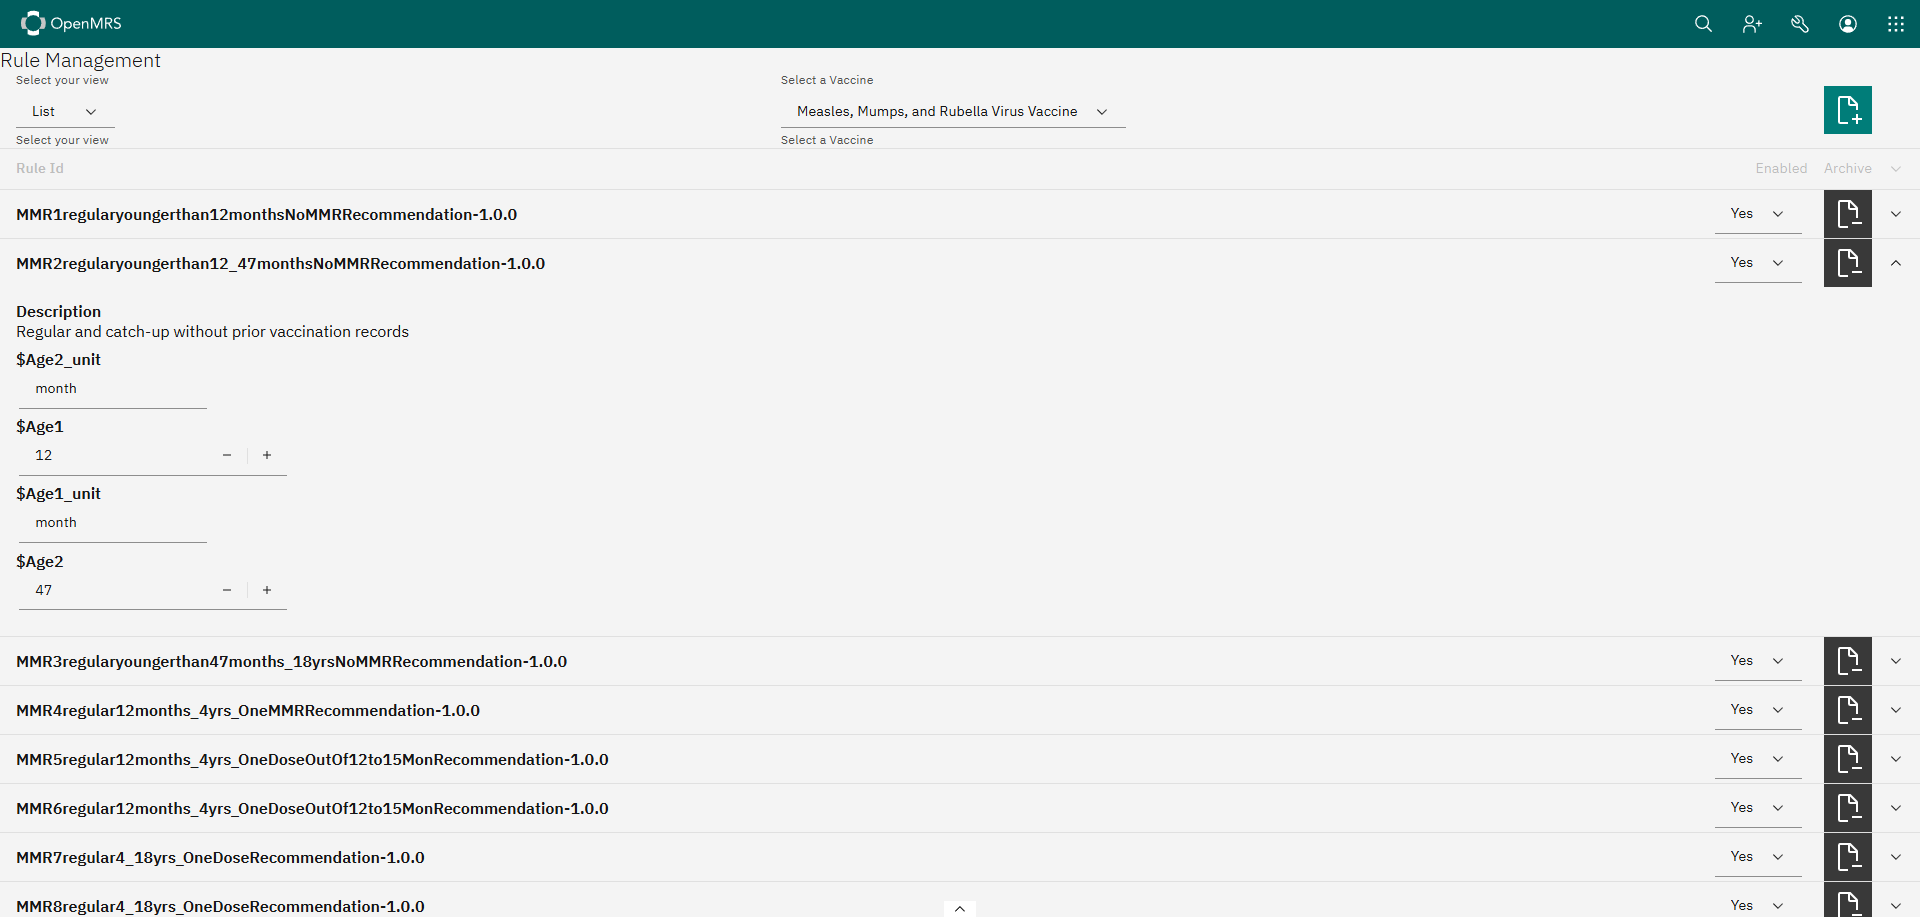 OpenMRS
Rule Management
Select your view
Select a Vaccine
List
Measles, Mumps, and Rubella Virus Vaccine
Select your view
Select a Vaccine
Rule Id
Enabled
Archive
MMR1regularyoungerthan12monthsNoMMRRecommendation-1.0.0
Yes
MMR2regularyoungerthan12_47monthsNoMMRRecommendation-1.0.0
Yes
Description
Regular and catch-up without prior vaccination records
$Age2_unit
month
$Age1
12
$Age1_unit
month
$Age2
47
MMR3regularyoungerthan47months_18yrsNoMMRRecommendation-1.0.0
Yes
MMR4regular12months_4yrs_OneMMRRecommendation-1.0.0
Yes
MMR5regular12months_4yrs_OneDoseOutOf12to15MonRecommendation-1.0.0
Yes
MMR6regular12months_4yrs_OneDoseOutOf12to15MonRecommendation-1.0.0
Yes
MMR7regular4_18yrs_OneDoseRecommendation-1.0.0
Yes
MMR8regular4_18yrs_OneDoseRecommendation-1.0.0
Yes